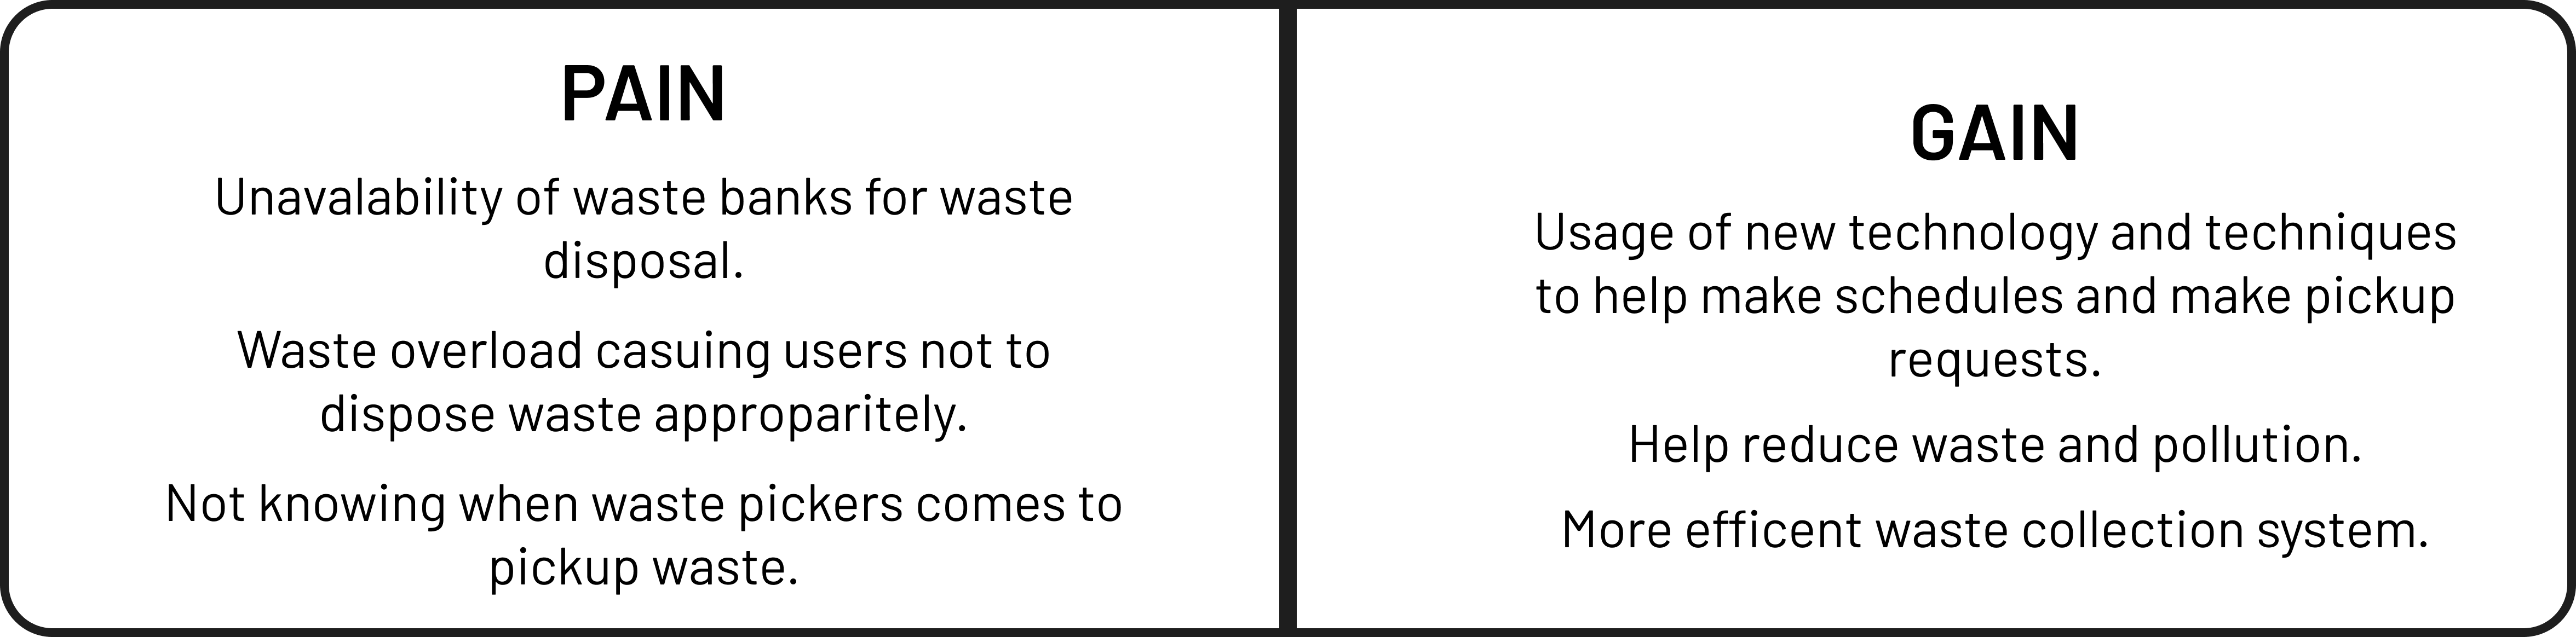 PAIN
Unavalability of waste banks for waste
disposal.
Waste overload casuing users not to
dispose waste approparitely.
Not knowing when waste pickers comes to
pickup waste.
GAIN
Usage of new technology and techniques
to help make schedules and make pickup
requests.
Help reduce waste and pollution.
More efficent waste collection system.